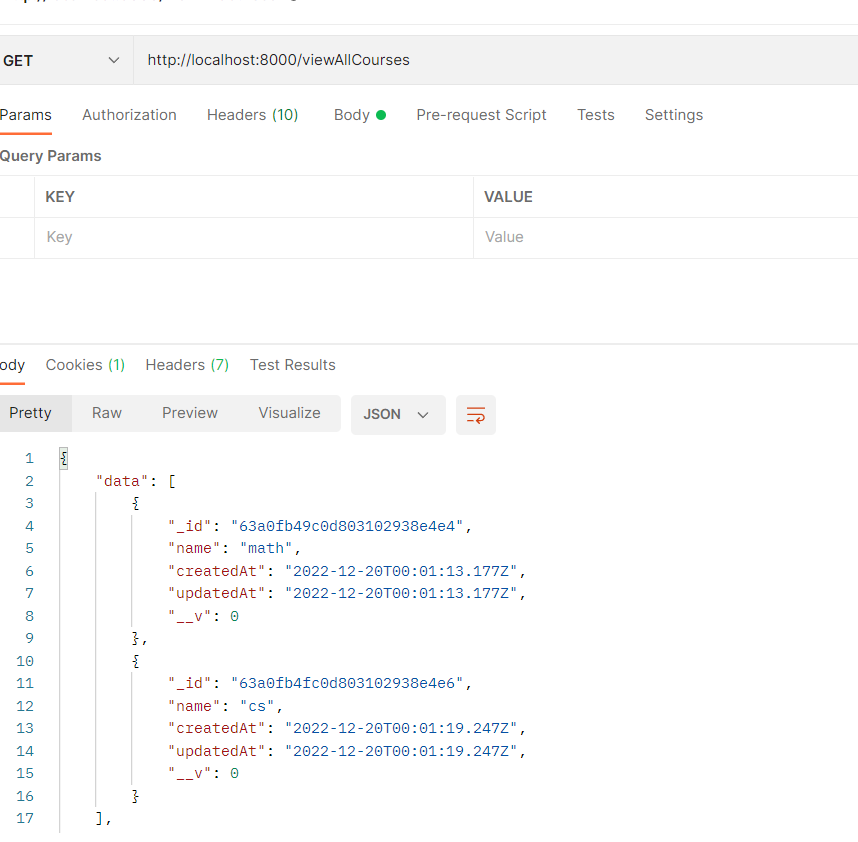 GET http://localhost:8000/viewAllCourses
Params Authorization Headers (10) Body Pre-request Script Tests Settings
Query Params
KEY VALUE
Key Value
ody Cookies (1) Headers (7) Test Results
Pretty Raw Preview Visualize JSON
1 {
2 "data": [
3 {
4 "_id": "63a0fb49c0d803102938e4e4",
5 "name": "math",
6 "createdAt": "2022-12-20T00:01:13.177Z",
7 "updatedAt": "2022-12-20T00:01:13.177Z",
8 "__v": 0
9 },
10 {
11 "_id": "63a0fb4fc0d803102938e4e6",
12 "name": "cs",
13 "createdAt": "2022-12-20T00:01:19.247Z",
14 "updatedAt": "2022-12-20T00:01:19.247Z",
15 "__v": 0
16 }
17 ],